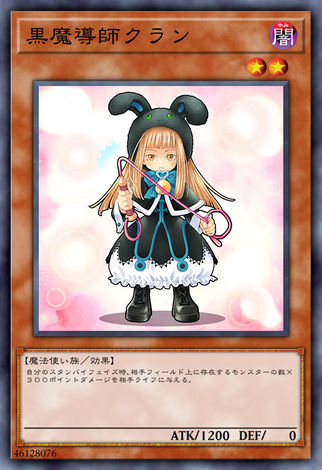 黒魔導師クラン
やみ
闇
【魔法使い族／効果】
自分のスタンバイフェイズ時、相手フィールド上に存在するモンスターの数×
３００ポイントダメージを相手ライフに与える。
ATK/1200 DEF/ 0
46128076